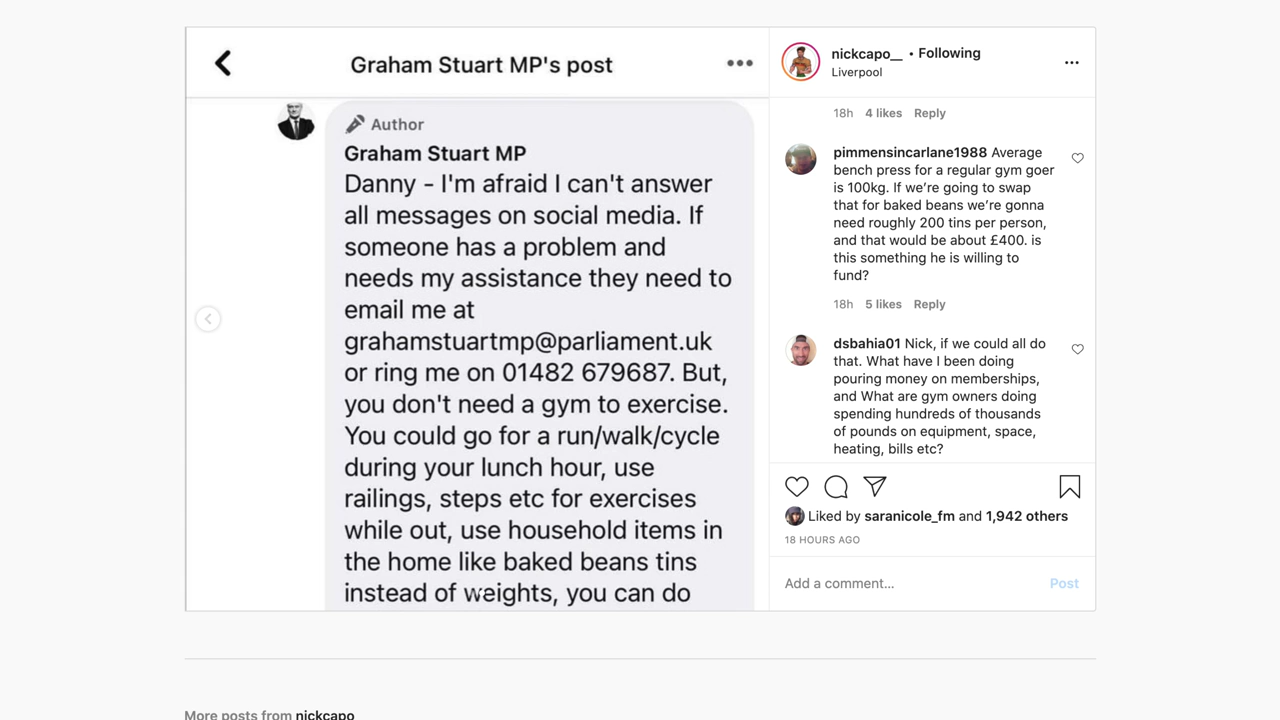 Graham Stuart MP's post
Author
Graham Stuart MP
Danny - I'm afraid I can't answer
all messages on social media. If
someone has a problem and
needs my assistance they need to
email me at
grahamstuartmp@parliament.uk
or ring me on 01482 679687. But,
you don't need a gym to exercise.
You could go for a run/walk/cycle
during your lunch hour, use
railings, steps etc for exercises
while out, use household items in
the home like baked beans tins
instead of weights, you can do
nickcapo__ • Following
Liverpool
18h 4 likes Reply
pimmensincarlane1988 Average
bench press for a regular gym goer
is 100kg. If we’re going to swap
that for baked beans we’re gonna
need roughly 200 tins per person,
and that would be about £400. is
this something he is willing to
fund?
18h 5 likes Reply
dsbahia01 Nick, if we could all do
that. What have I been doing
pouring money on memberships,
and What are gym owners doing
spending hundreds of thousands
of pounds on equipment, space,
heating, bills etc?
Liked by saranicole_fm and 1,942 others
18 HOURS AGO
Add a comment... Post
More posts from nickcapo